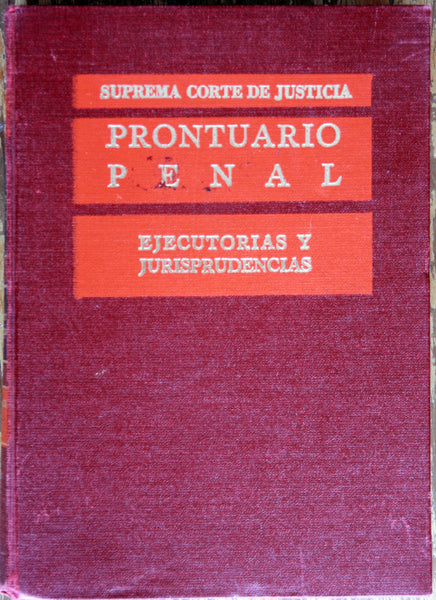 SUPREMA CORTE DE JUSTICIA
PRONTUARIO
PENAL
EJECUTORIAS Y
JURISPRUDENCIAS